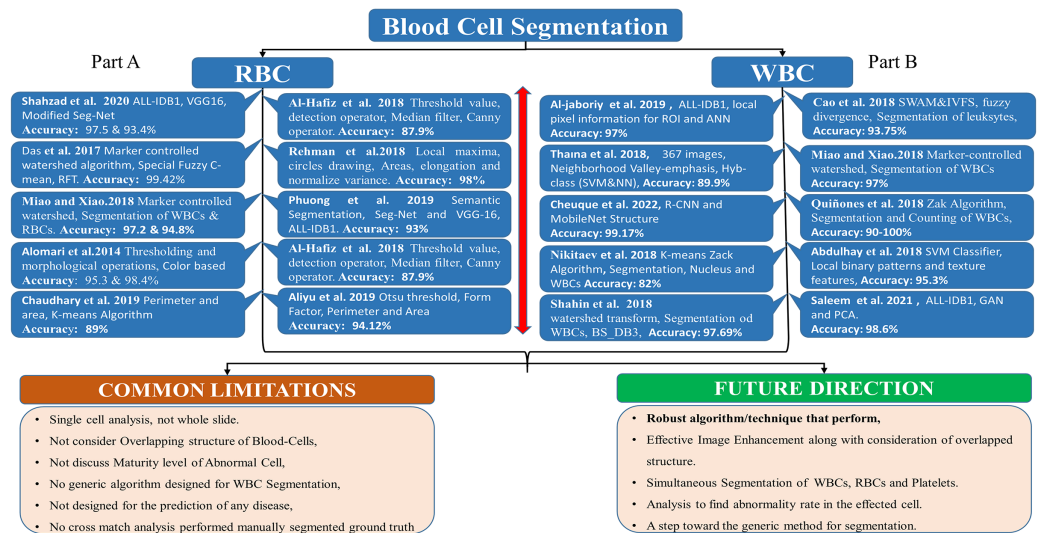 Blood Cell Segmentation
Part A
RBC
Shahzad et al. 2020 ALL-IDB1, VGG16,
Modified Seg-Net
Accuracy: 97.5 & 93.4%
Das et al. 2017 Marker controlled
watershed algorithm, Special Fuzzy C-
mean, RFT. Accuracy: 99.42%
Miao and Xiao.2018 Marker controlled
watershed, Segmentation of WBCs &
RBCs. Accuracy: 97.2 & 94.8%
Alomari et al.2014 Thresholding and
morphological operations, Color based
Accuracy: 95.3 & 98.4%
Chaudhary et al. 2019 Perimeter and
area, K-means Algorithm
Accuracy: 89%
Al-Hafiz et al. 2018 Threshold value,
detection operator, Median filter, Canny
operator. Accuracy: 87.9%
Rehman et al.2018 Local maxima,
circles drawing, Areas, elongation and
normalize variance. Accuracy: 98%
Phuong et al. 2019 Semantic
Segmentation, Seg-Net and VGG-16,
ALL-IDB1. Accuracy: 93%
Al-Hafiz et al. 2018 Threshold value,
detection operator, Median filter, Canny
operator. Accuracy: 87.9%
Aliyu et al. 2019 Otsu threshold, Form
Factor, Perimeter and Area
Accuracy: 94.12%
WBC
Part B
Al-jaboriy et al. 2019 , ALL-IDB1, local
pixel information for ROI and ANN
Accuracy: 97%
Thaina et al. 2018, 367 images,
Neighborhood Valley-emphasis, Hyb-
class (SVM&NN), Accuracy: 89.9%
Cheuque et al. 2022, R-CNN and
MobileNet Structure
Accuracy: 99.17%
Nikitaev et al. 2018 K-means Zack
Algorithm, Segmentation, Nucleus and
WBCs Accuracy: 82%
Shahin et al. 2018
watershed transform, Segmentation od
WBCs, BS_DB3, Accuracy: 97.69%
Cao et al. 2018 SWAM&IVFS, fuzzy
divergence, Segmentation of leuksytes,
Accuracy: 93.75%
Miao and Xiao.2018 Marker-controlled
watershed, Segmentation of WBCs
Accuracy: 97%
Quiñones et al. 2018 Zak Algorithm,
Segmentation and Counting of WBCs,
Accuracy: 90-100%
Abdulhay et al. 2018 SVM Classifier,
Local binary patterns and texture
features, Accuracy: 95.3%
Saleem et al. 2021 , ALL-IDB1, GAN
and PCA.
Accuracy: 98.6%
COMMON LIMITATIONS
• Single cell analysis, not whole slide.
• Not consider Overlapping structure of Blood-Cells,
• Not discuss Maturity level of Abnormal Cell,
• No generic algorithm designed for WBC Segmentation,
• Not designed for the prediction of any disease,
• No cross match analysis performed manually segmented ground truth
FUTURE DIRECTION
• Robust algorithm/technique that perform,
• Effective Image Enhancement along with consideration of overlapped
structure.
• Simultaneous Segmentation of WBCs, RBCs and Platelets.
• Analysis to find abnormality rate in the effected cell.
• A step toward the generic method for segmentation.